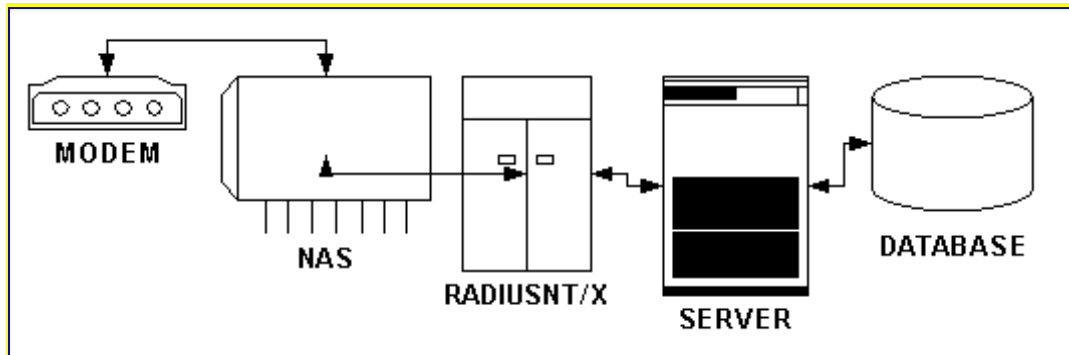 MODEM
NAS
RADIUSNT/X
SERVER
DATABASE